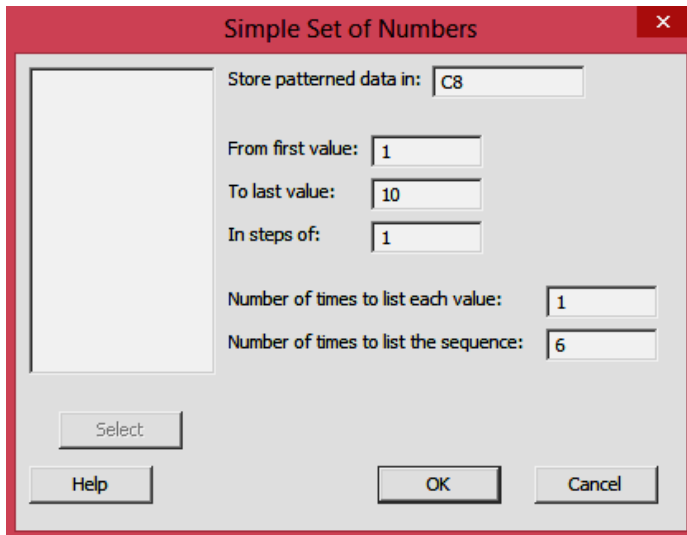 Simple Set of Numbers
x
Store patterned data in: C8
From first value: 1
To last value: 10
In steps of: 1
Number of times to list each value: 1
Number of times to list the sequence: 6
Select
Help OK Cancel